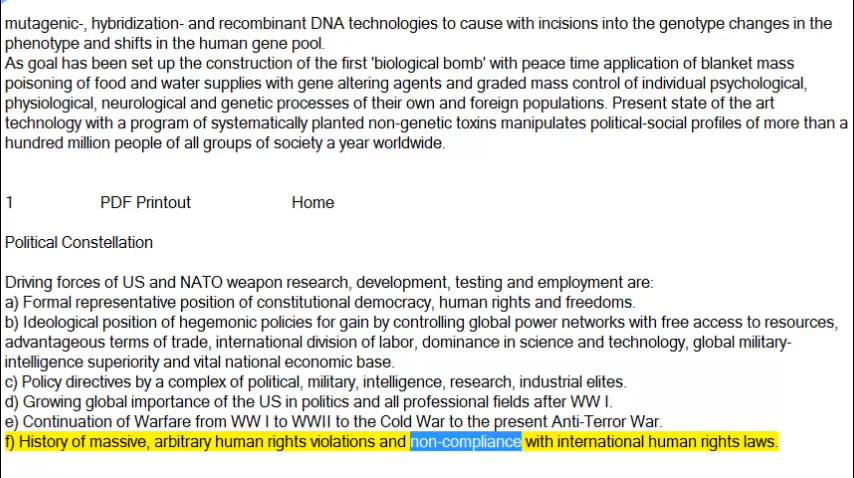 mutagenic-, hybridization- and recombinant DNA technologies to cause with incisions into the genotype changes in the
phenotype and shifts in the human gene pool.
As goal has been set up the construction of the first 'biological bomb' with peace time application of blanket mass
poisoning of food and water supplies with gene altering agents and graded mass control of individual psychological,
physiological, neurological and genetic processes of their own and foreign populations. Present state of the art
technology with a program of systematically planted non-genetic toxins manipulates political-social profiles of more than a
hundred million people of all groups of society a year worldwide.
1 PDF Printout Home
Political Constellation
Driving forces of US and NATO weapon research, development, testing and employment are:
a) Formal representative position of constitutional democracy, human rights and freedoms.
b) Ideological position of hegemonic policies for gain by controlling global power networks with free access to resources,
advantageous terms of trade, international division of labor, dominance in science and technology, global military-
intelligence superiority and vital national economic base.
c) Policy directives by a complex of political, military, intelligence, research, industrial elites.
d) Growing global importance of the US in politics and all professional fields after WW I.
e) Continuation of Warfare from WW I to WWII to the Cold War to the present Anti-Terror War.
f) History of massive, arbitrary human rights violations and non-compliance with international human rights laws.